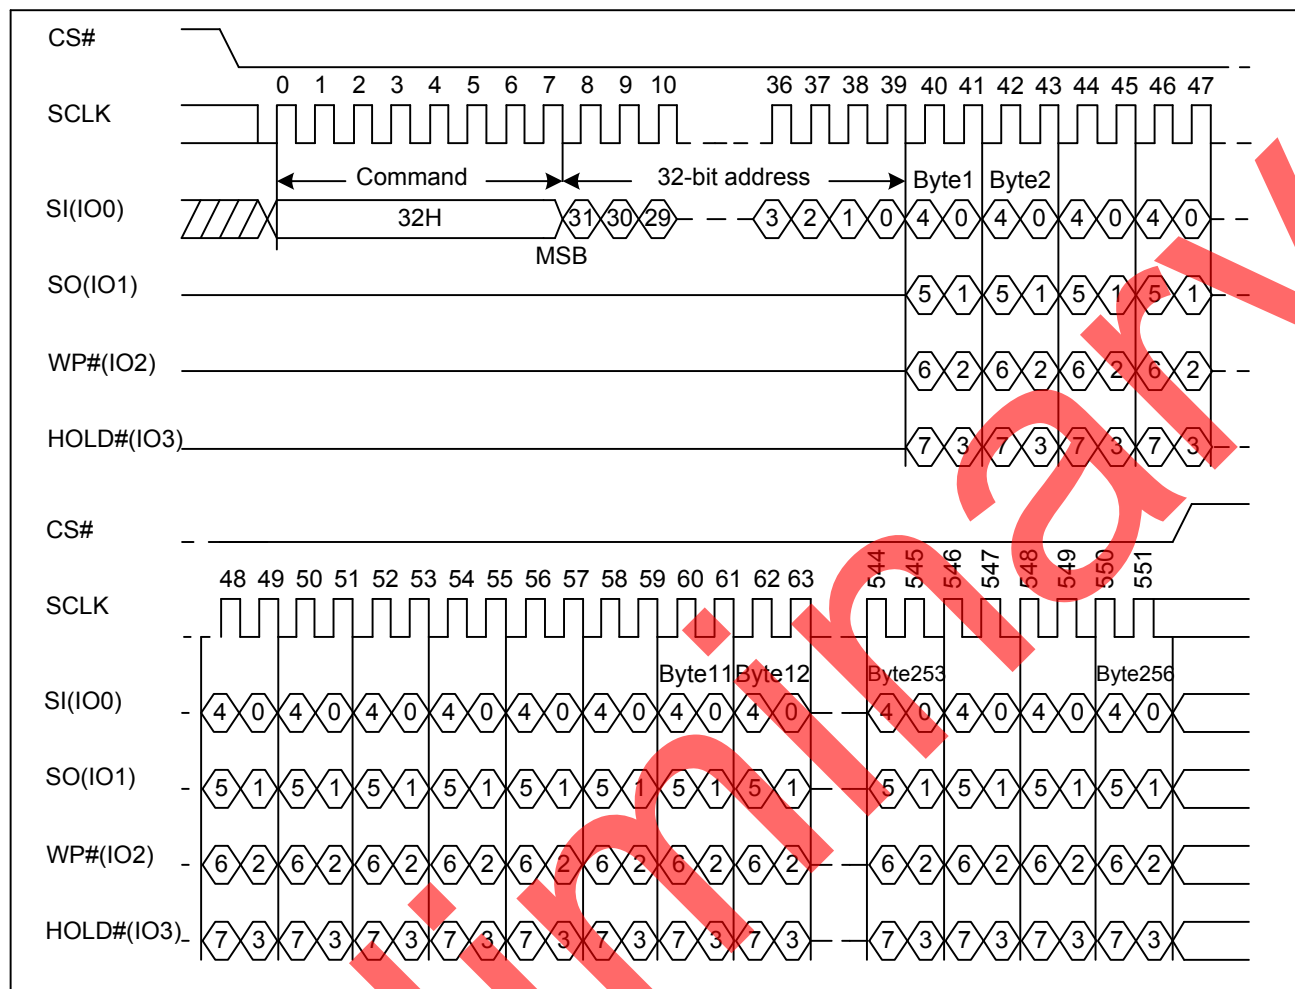 CS#
0 1 2 3 4 5 6 7 8 9 10 36 37 38 39 40 41 42 43 44 45 46 47
SCLK
Command 32-bit address Byte1 Byte2
SI(IO0) 32H 31 30 29 3 2 1 0 4 0 4 0 4 0 4 0
MSB
SO(IO1) 5 1 5 1 5 1 5 1
WP#(IO2) 6 2 6 2 6 2 6 2
HOLD#(IO3) 7 3 7 3 7 3 7 3
CS#
48 49 50 51 52 53 54 55 56 57 58 59 60 61 62 63 544 545 546 547 548 549 550 551
SCLK
Byte11 Byte12 Byte253 Byte256
SI(IO0) 4 0 4 0 4 0 4 0 4 0 4 0 4 0 4 0 4 0 4 0 4 0 4 0
SO(IO1) 5 1 5 1 5 1 5 1 5 1 5 1 5 1 5 1 5 1 5 1 5 1 5 1
WP#(IO2) 6 2 6 2 6 2 6 2 6 2 6 2 6 2 6 2 6 2 6 2 6 2 6 2
HOLD#(IO3) 7 3 7 3 7 3 7 3 7 3 7 3 7 3 7 3 7 3 7 3 7 3 7 3
iminary